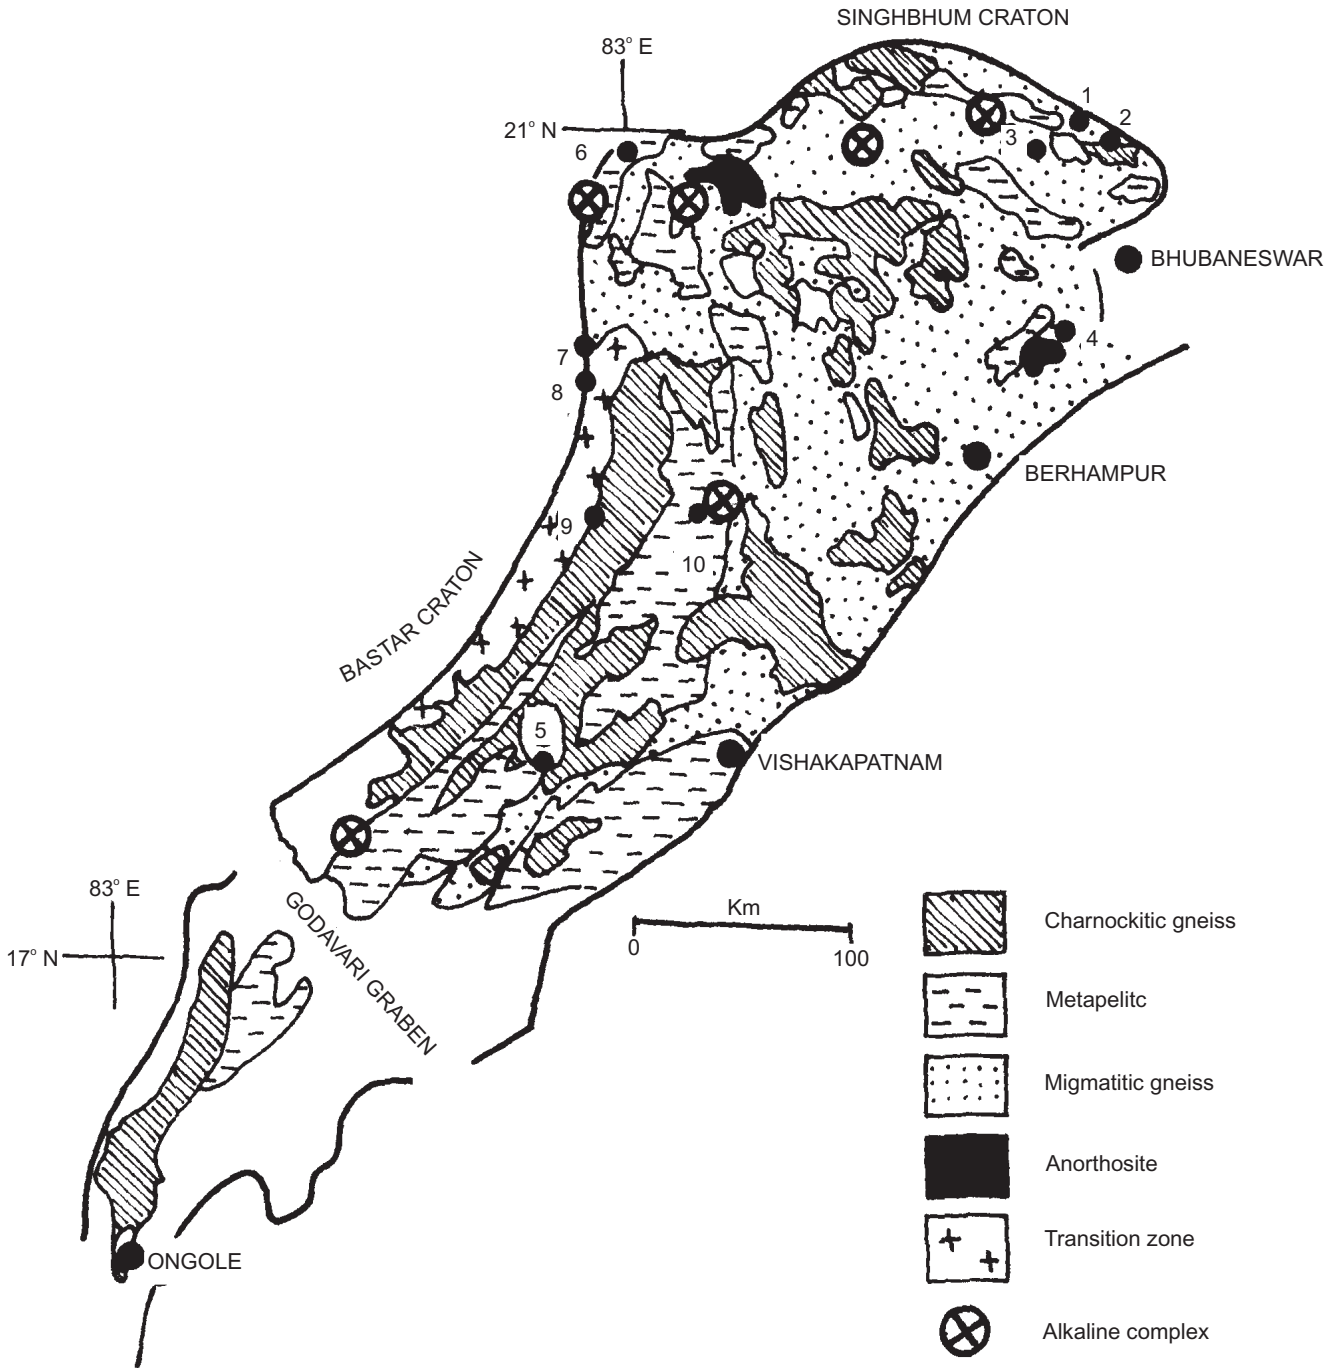 SINGHBHUM CRATON
83° E
21° N
1
2
3
6
BHUBANESWAR
4
7
8
BERHAMPUR
9
10
BASTAR CRATON
5
VISHAKAPATNAM
83° E
17° N
GODAVARI GRABEN
Km
0
100
Charnockitic gneiss
Metapelitc
Migmatitic gneiss
Anorthosite
Transition zone
ONGOLE
Alkaline complex